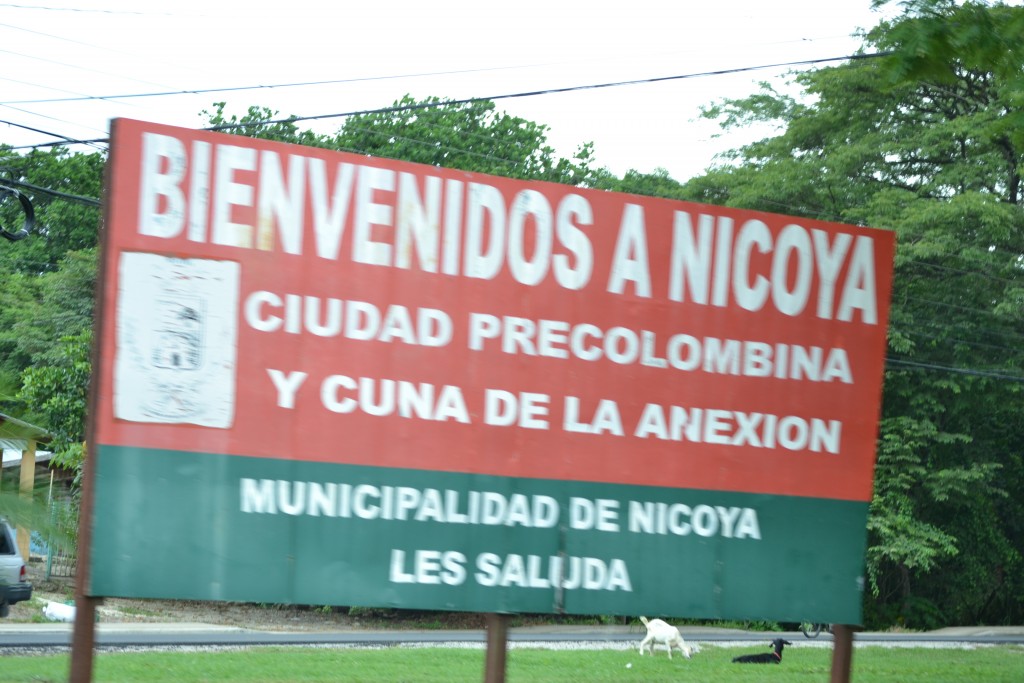 BIENVENIDOS A NICOYA
CIUDAD PRECOLOMBINA
Y CUNA DE LA ANEXION
MUNICIPALIDAD DE NICOYA
LES SALUDA